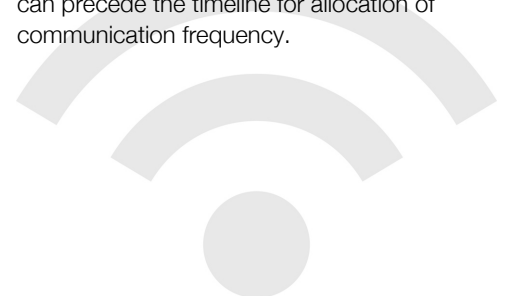 can precede the timeline for allocation of
communication frequency.